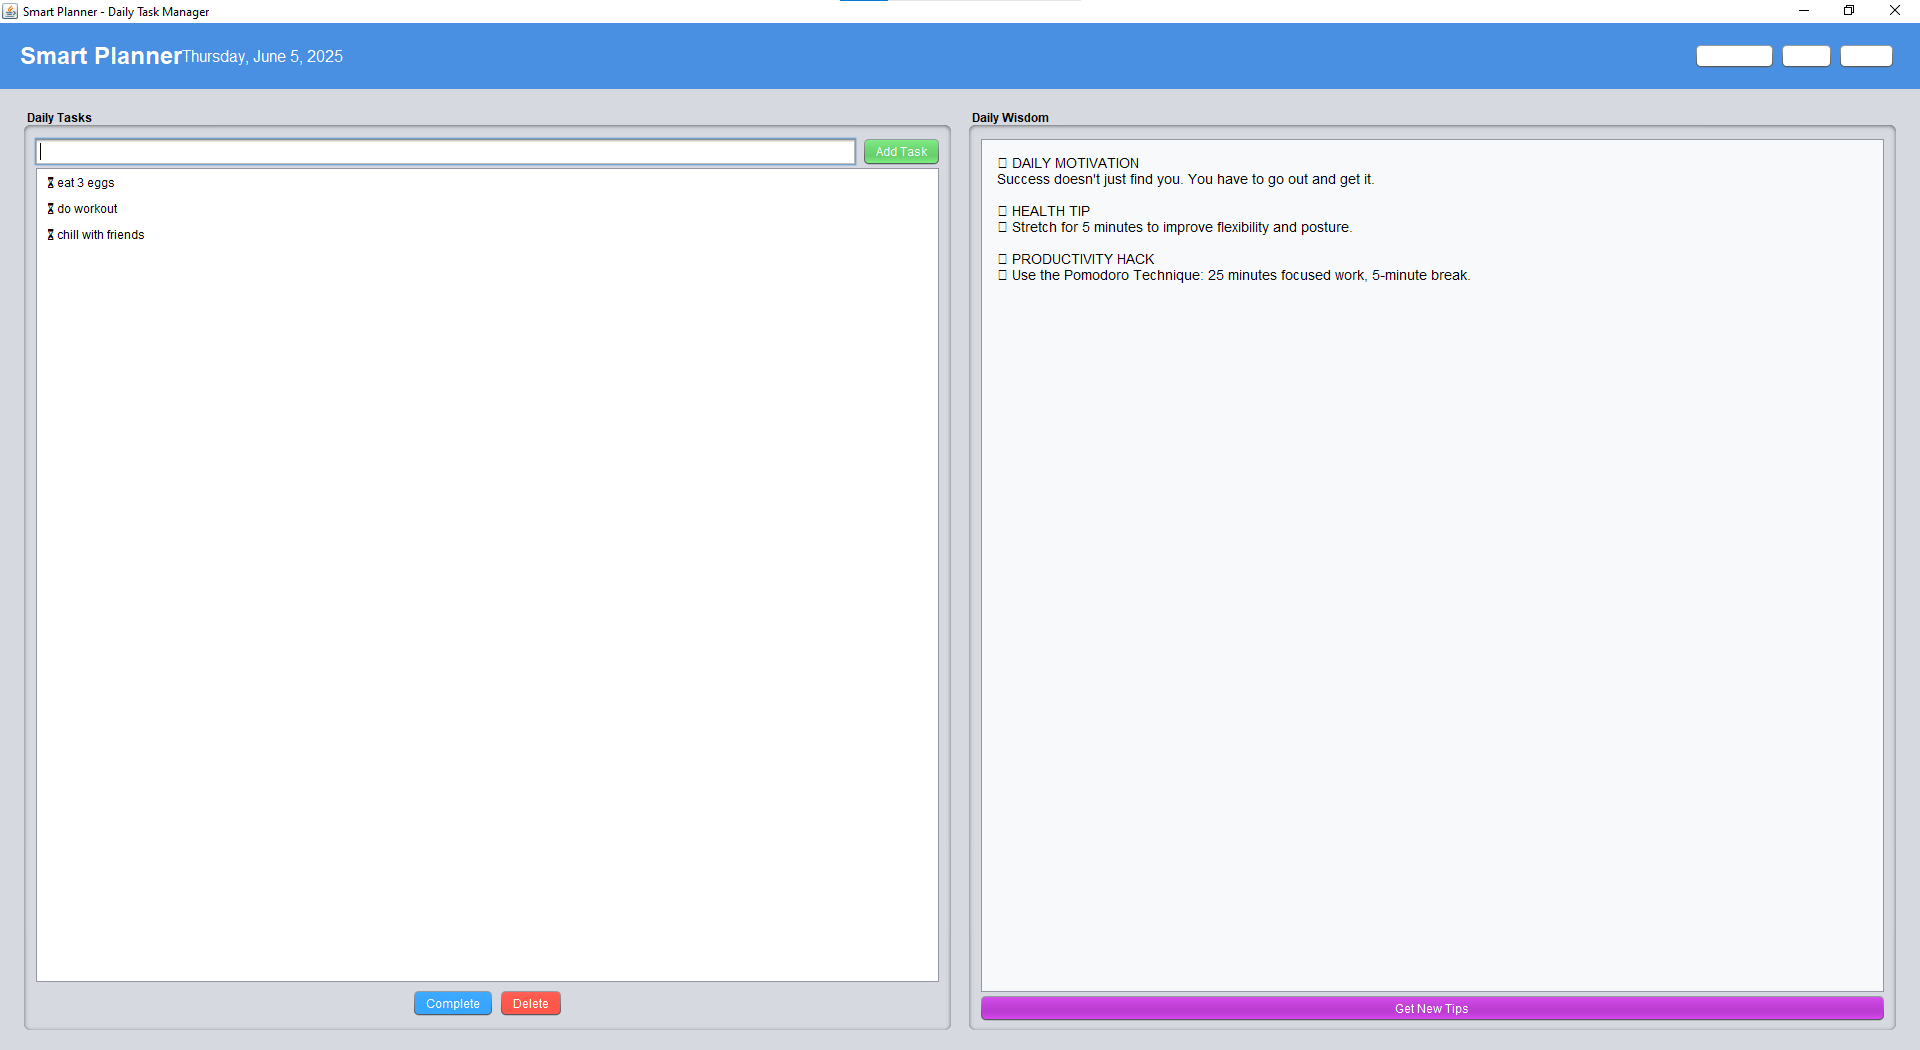 Smart Planner - Daily Task Manager
Smart Planner Thursday, June 5, 2025
Daily Tasks
Add Task
⌛ eat 3 eggs
⌛ do workout
⌛ chill with friends
Complete
Delete
Daily Wisdom
□ DAILY MOTIVATION
Success doesn't just find you. You have to go out and get it.
□ HEALTH TIP
□ Stretch for 5 minutes to improve flexibility and posture.
□ PRODUCTIVITY HACK
□ Use the Pomodoro Technique: 25 minutes focused work, 5-minute break.
Get New Tips